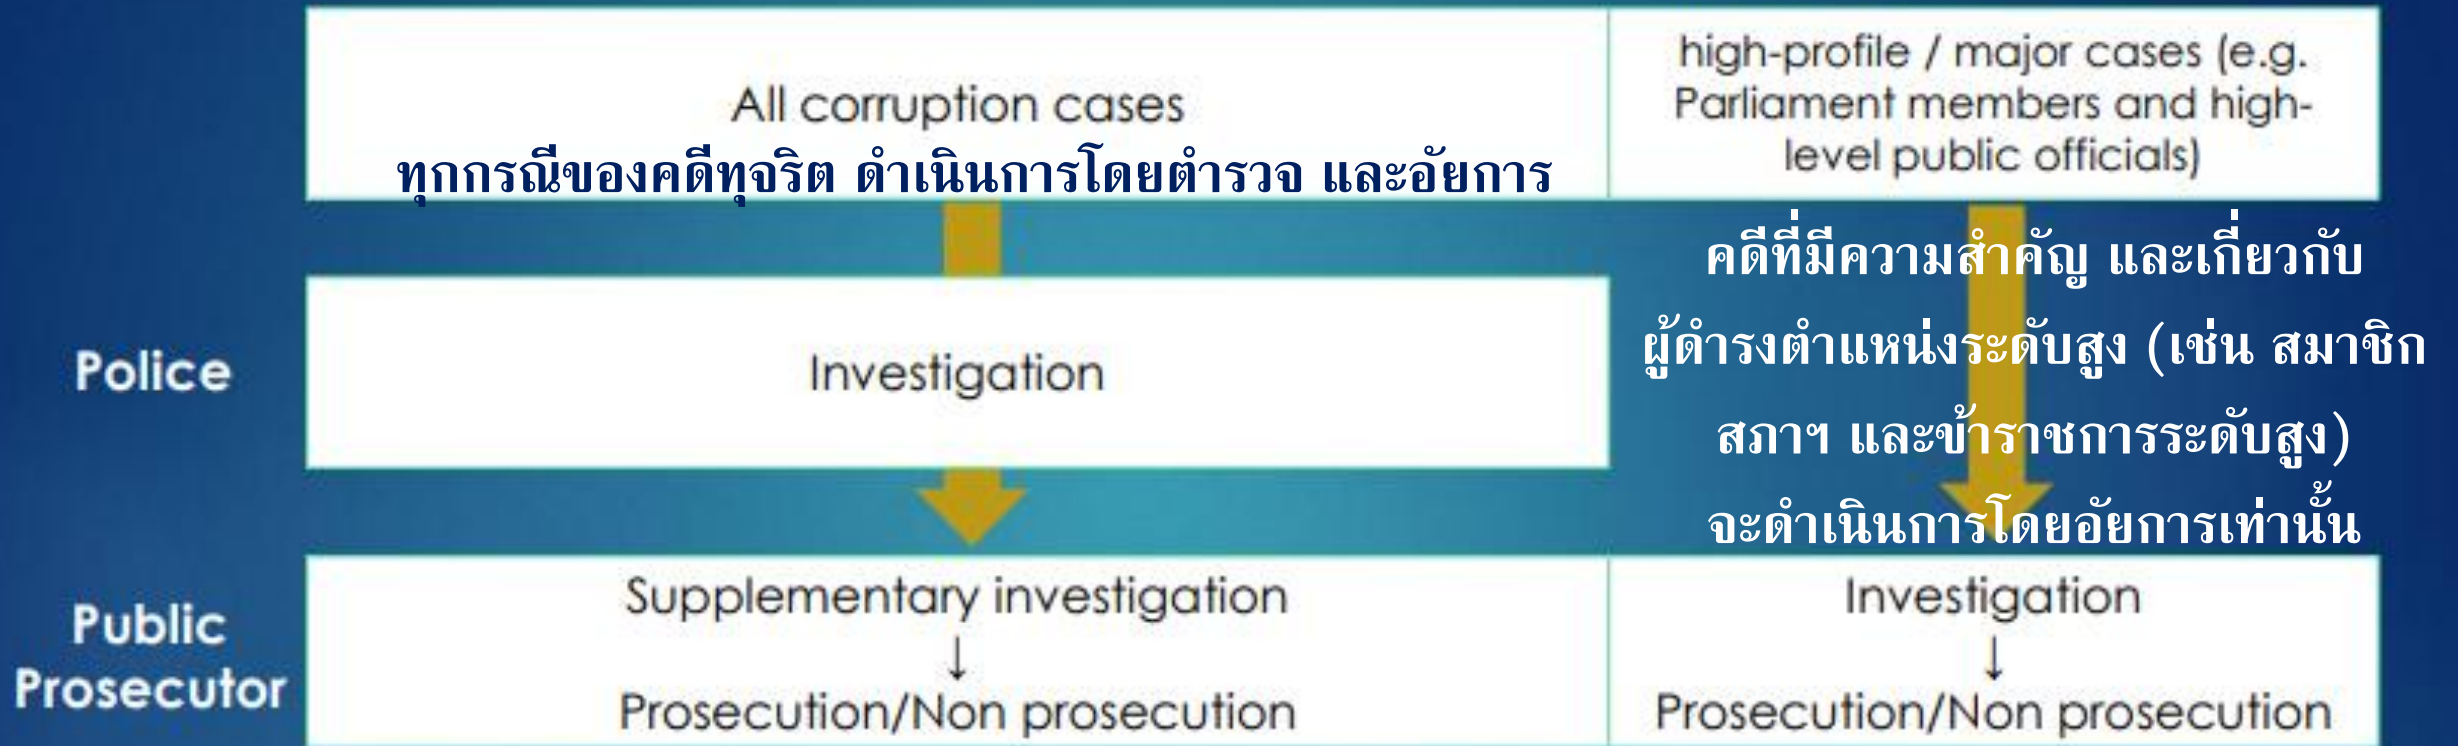 All corruption cases
ทุกกรณีของคดีทุจริต ดำเนินการโดยตำรวจ และอัยการ
high-profile / major cases (e.g.
Parliament members and high-
level public officials)
คดีที่มีความสำคัญ และเกี่ยวกับ
ผู้ดำรงตำแหน่งระดับสูง (เช่น สมาชิก
สภาฯ และข้าราชการระดับสูง)
จะดำเนินการโดยอัยการเท่านั้น
Police
Investigation
Public
Prosecutor
Supplementary investigation
↓
Prosecution/Non prosecution
Investigation
↓
Prosecution/Non prosecution